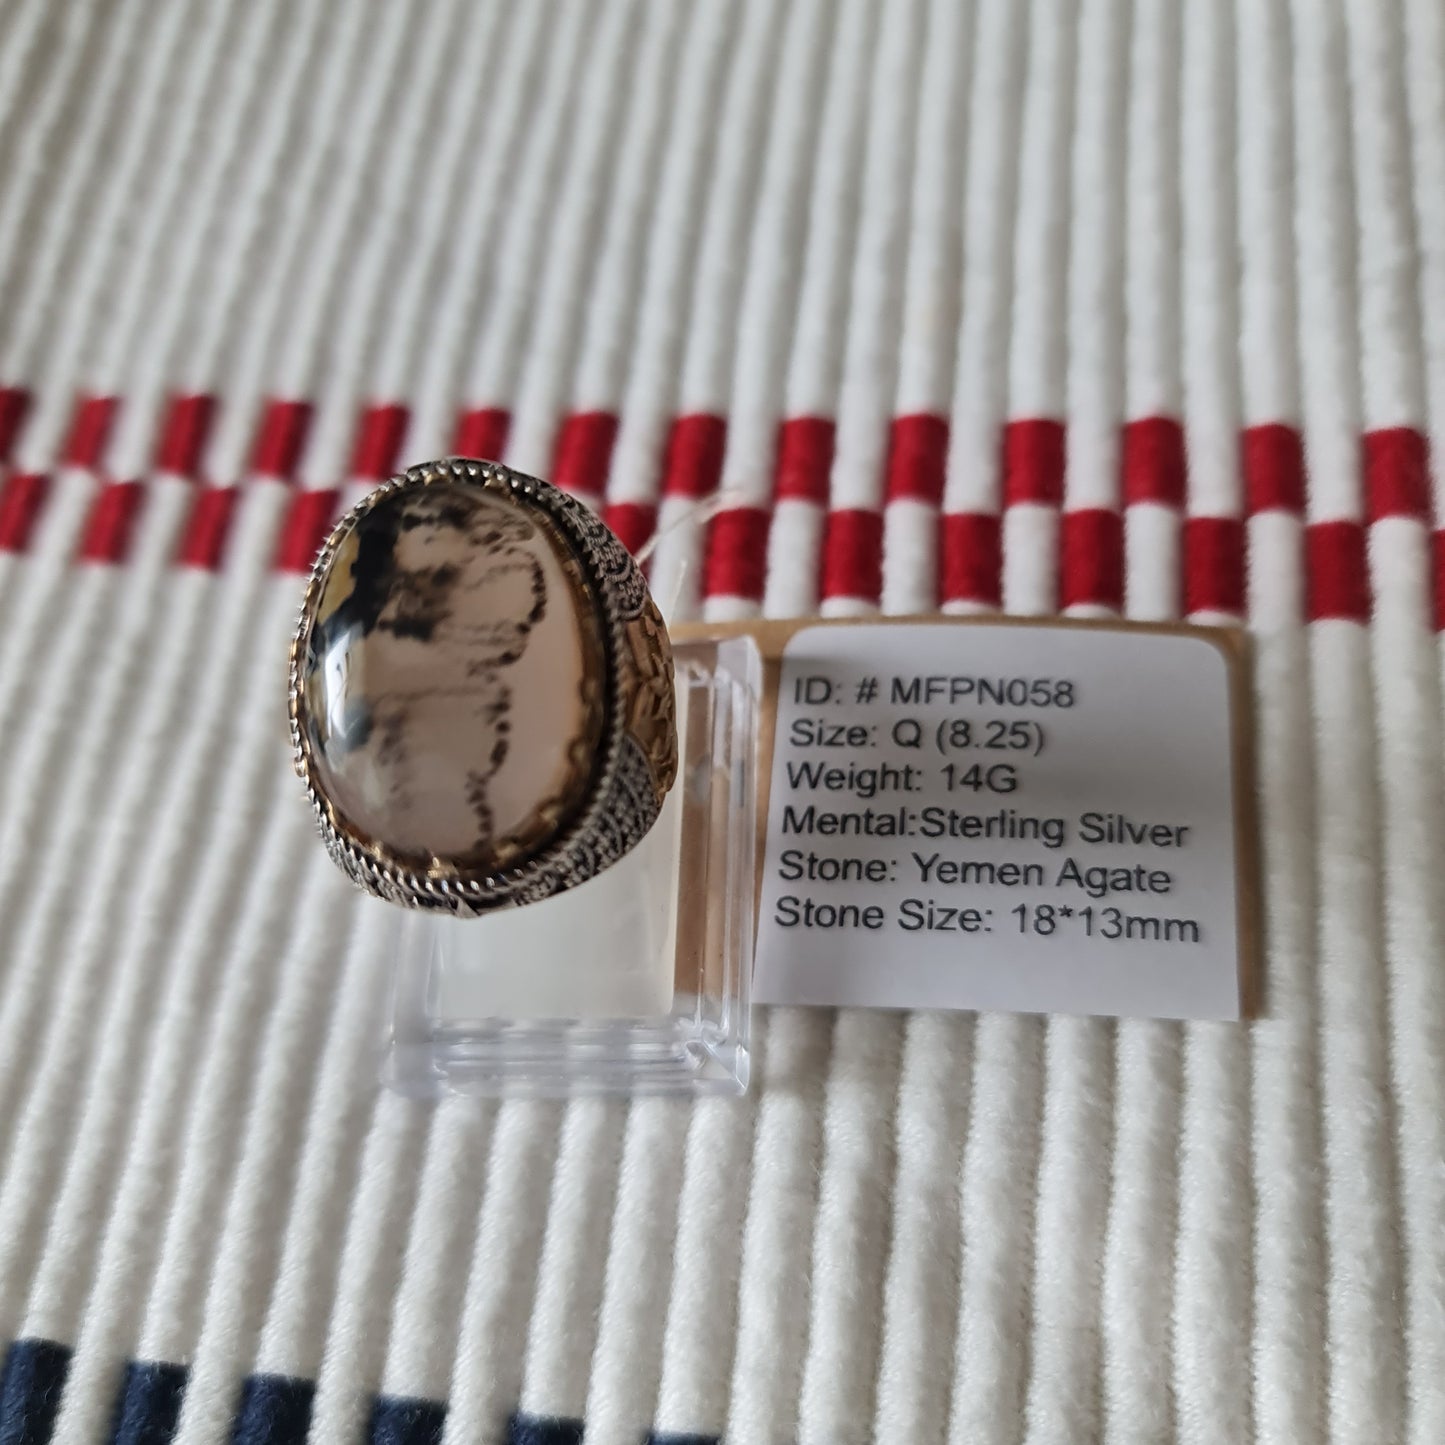 ID: # MFPN058
Size: Q (8.25)
Weight: 14G
Mental:Sterling Silver
Stone: Yemen Agate
Stone Size: 18*13mm